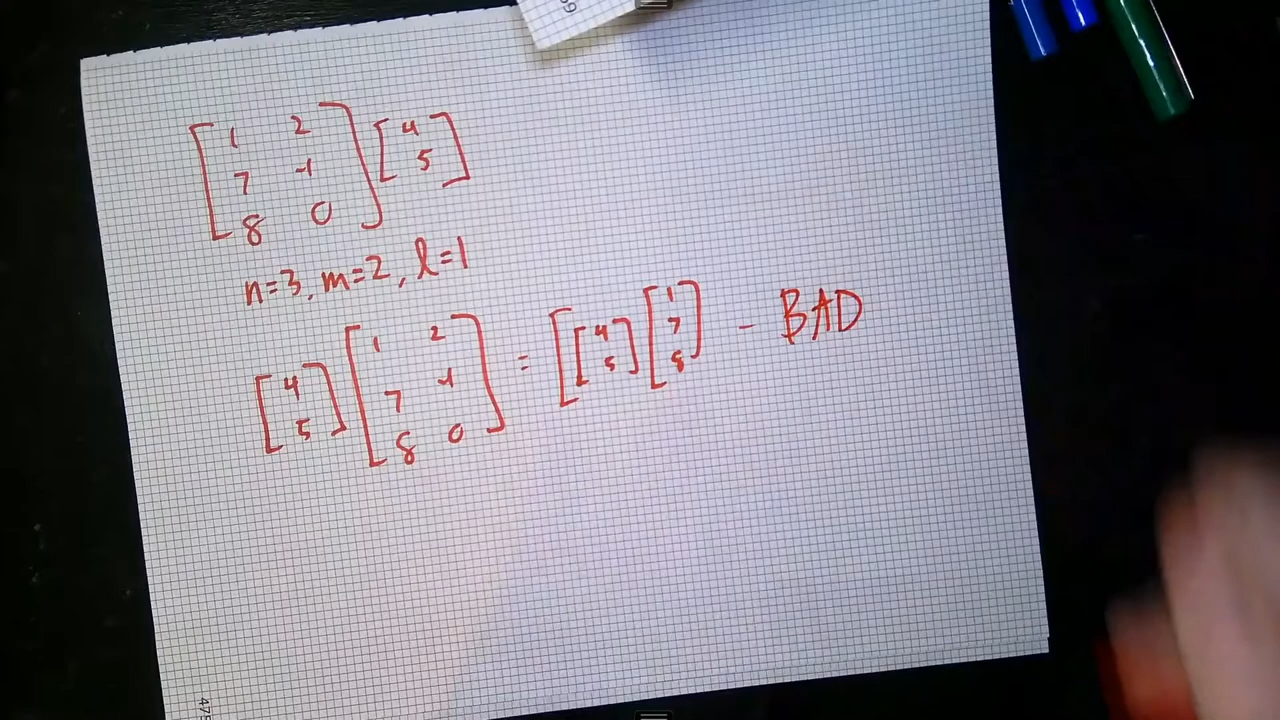 [1 2
7 -1
8 0] [4
5]
n=3, m=2, l=1
[4
5] [1 2
7 -1
8 0] = [[4
5] [1
7
8] - BAD